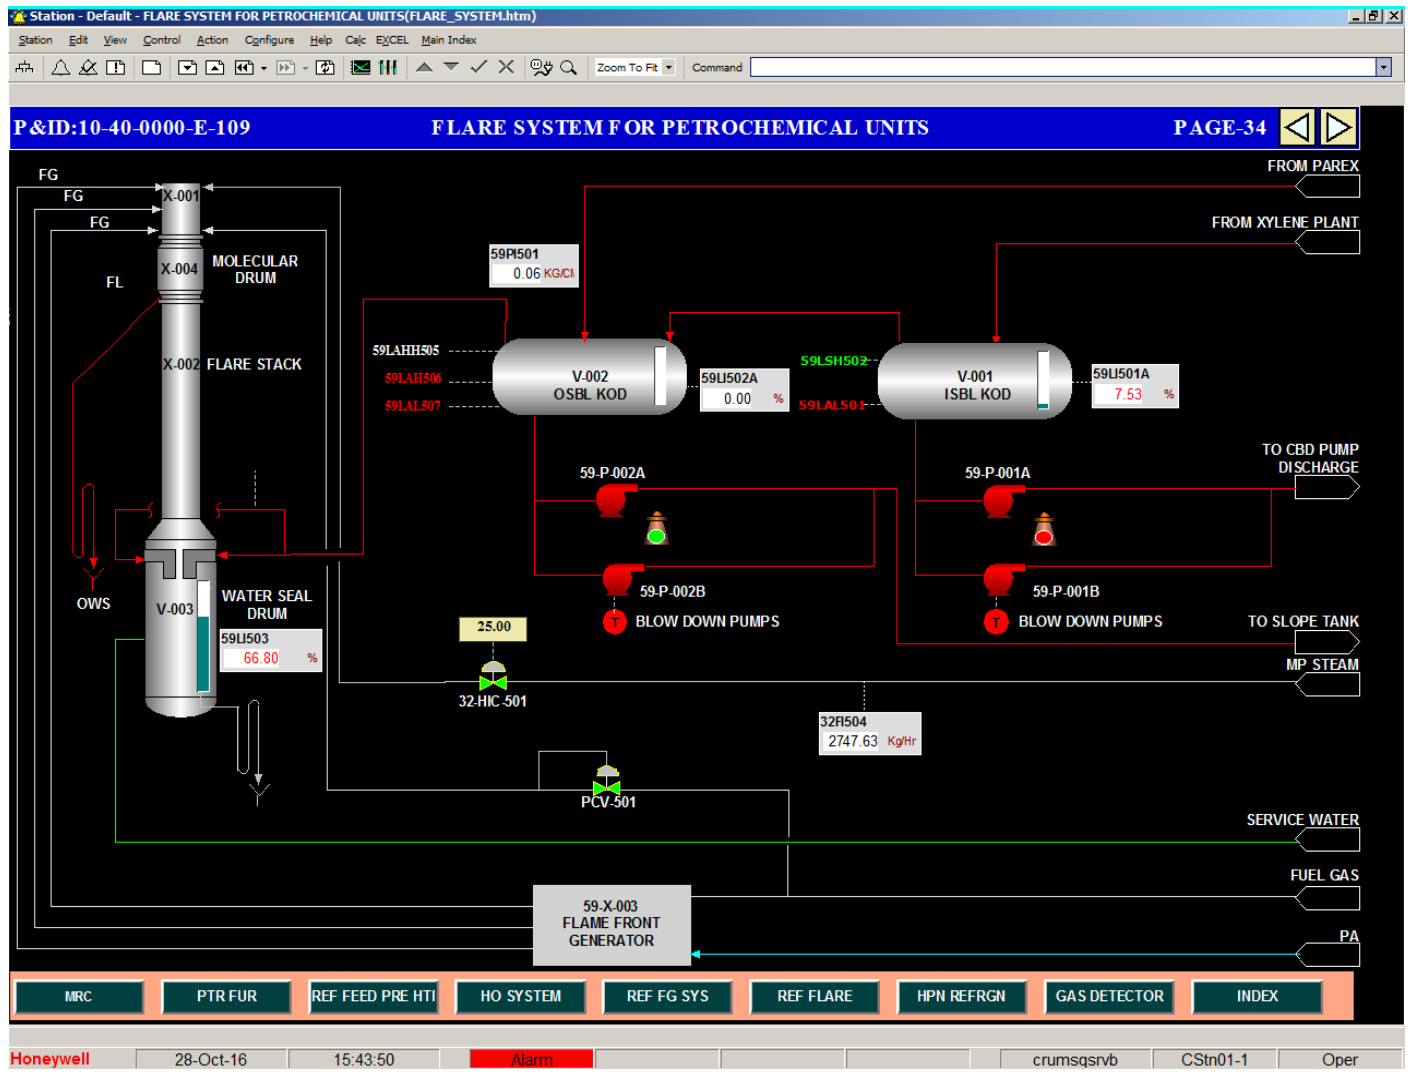 Station - Default - FLARE SYSTEM FOR PETROCHEMICAL UNITS(FLARE_SYSTEM.htm)
Station Edit View Control Action Configure Help Calc EXCEL Main Index
Zoom To Fit Command
P&ID:10-40-0000-E-109 FLARE SYSTEM FOR PETROCHEMICAL UNITS PAGE-34
FROM PAREX
FG
FG
X-001
FG
FROM XYLENE PLANT
59PI501
0.06 KG/C
MOLECULAR
DRUM
X-004
FL
59LAHH505
59LAH506
59LAL507
V-002
OSBL KOD
59LI502A
0.00 %
59LSH502
59LAL501
V-001
ISBL KOD
59LI501A
7.53 %
X-002 FLARE STACK
TO CBD PUMP
DISCHARGE
59-P-002A
59-P-001A
59-P-002B
59-P-001B
T BLOW DOWN PUMPS
T BLOW DOWN PUMPS
OWS
V-003
WATER SEAL
DRUM
59LI503
66.80 %
25.00
32-HIC-501
TO SLOPE TANK
MP STEAM
32FI504
2747.63 Kg/Hr
PCV-501
SERVICE WATER
FUEL GAS
59-X-003
FLAME FRONT
GENERATOR
PA
MRC PTR FUR REF FEED PRE HTI HO SYSTEM REF FG SYS REF FLARE HPN REFRGN GAS DETECTOR INDEX
Honeywell 28-Oct-16 15:43:50 Alarm crumsqsrvb CStn01-1 Oper